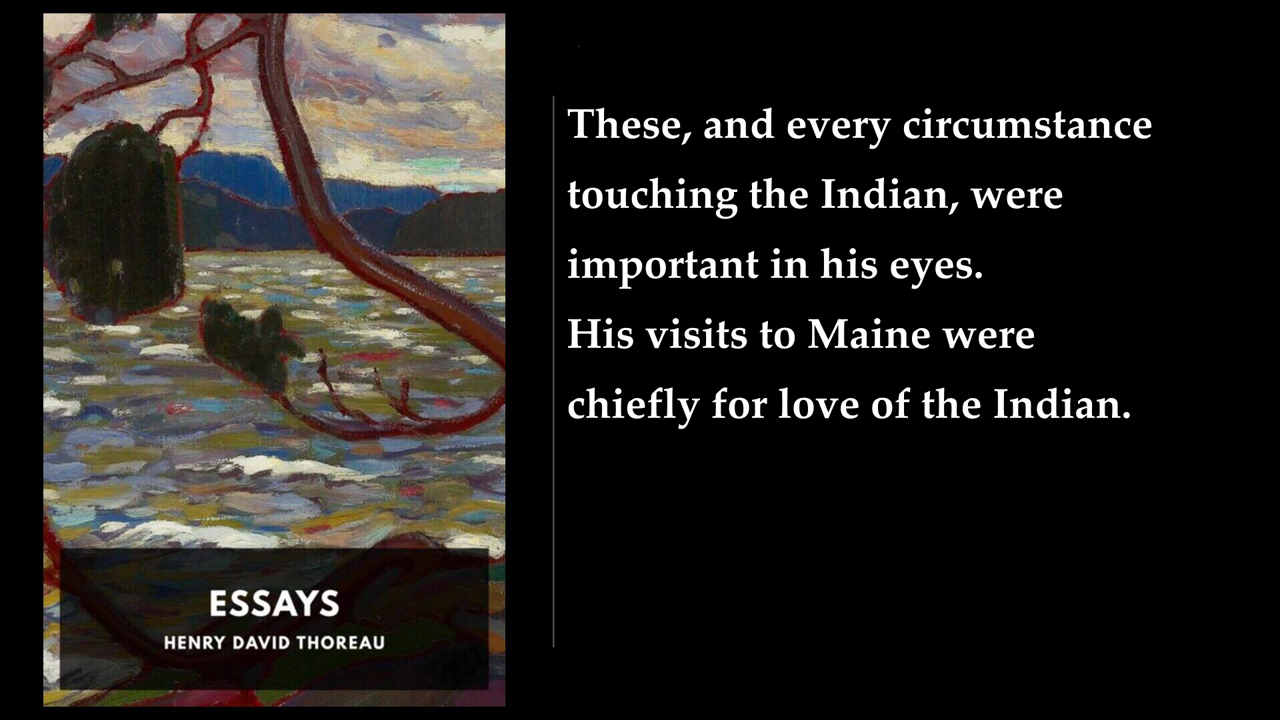 ESSAYS
HENRY DAVID THOREAU
These, and every circumstance
touching the Indian, were
important in his eyes.
His visits to Maine were
chiefly for love of the Indian.